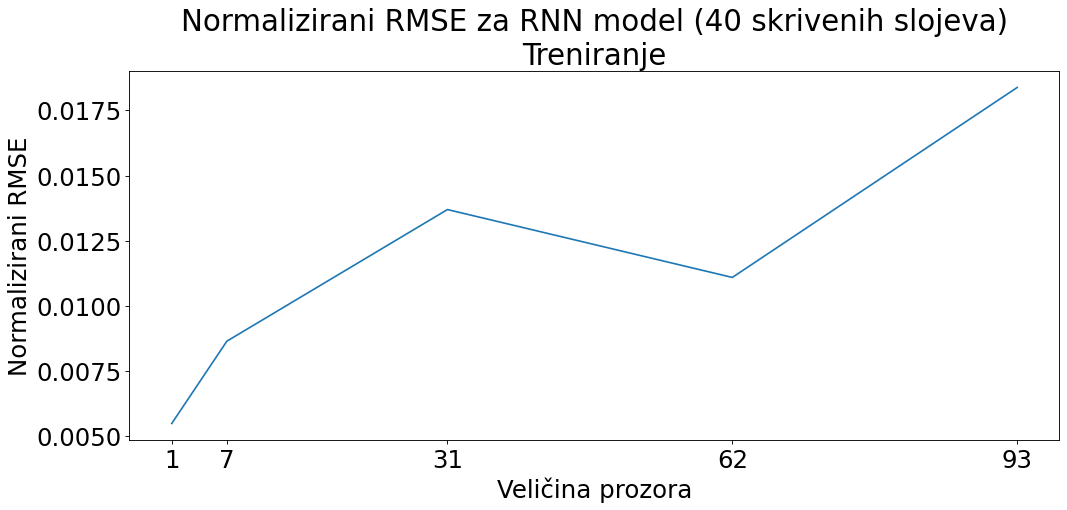 Normalizirani RMSE za RNN model (40 skrivenih slojeva)
Treniranje
Normalizirani RMSE
0.0175
0.0150
0.0125
0.0100
0.0075
0.0050
1 7 31 62 93
Veličina prozora